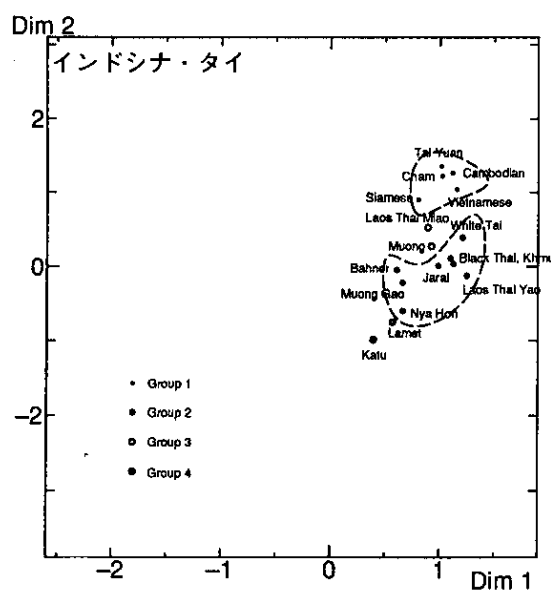 Dim 2
インドシナ・タイ
2
Tai Yuan
Cham
Cambodian
Siamese
Vietnamese
Laos Thai Miao
White Tai
Muong
Black Thai, Khmu
0
Bahner
Jaral
Laos Thai Yao
Muong Gao
Nya Hon
Lamet
Katu
Group 1
Group 2
−2
Group 3
Group 4
−2
−1
0
1
Dim 1